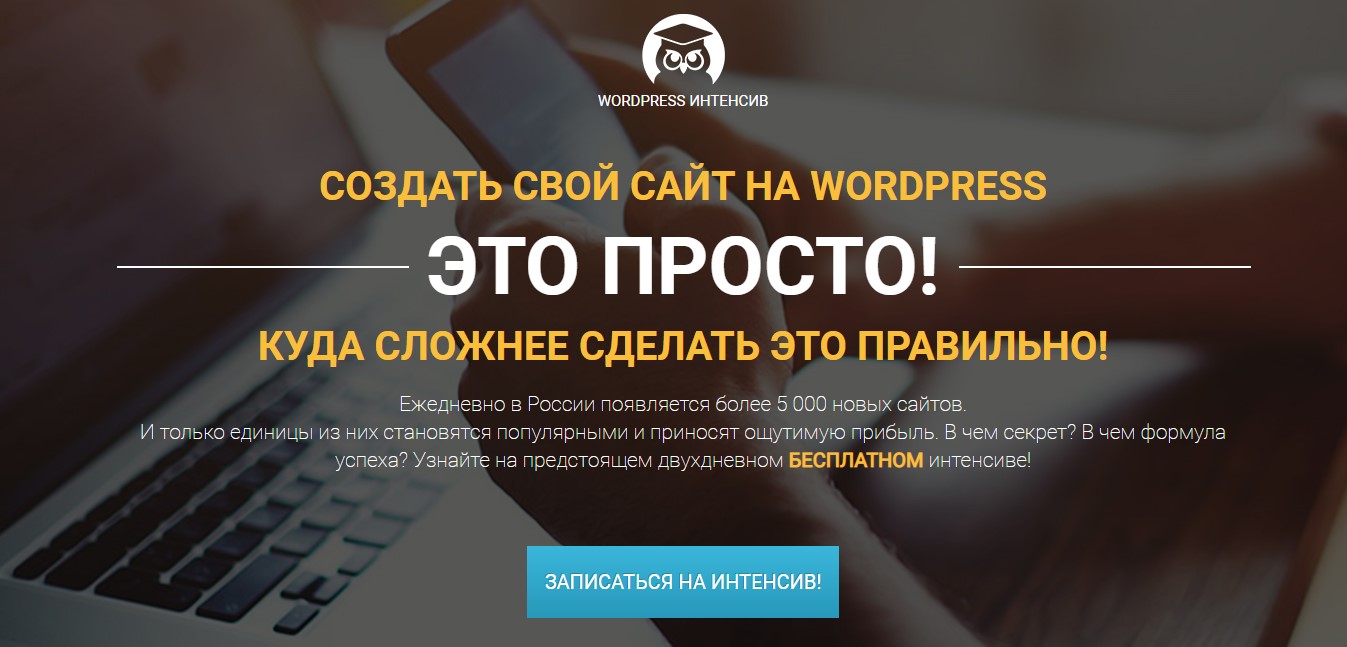 WORDPRESS ИНТЕНСИВ
СОЗДАТЬ СВОЙ САЙТ НА WORDPRESS
ЭТО ПРОСТО!
КУДА СЛОЖНЕЕ СДЕЛАТЬ ЭТО ПРАВИЛЬНО!
Ежедневно в России появляется более 5 000 новых сайтов.
И только единицы из них становятся популярными и приносят ощутимую прибыль. В чем секрет? В чем формула
успеха? Узнайте на предстоящем двухдневном БЕСПЛАТНОМ интенсиве!
ЗАПИСАТЬСЯ НА ИНТЕНСИВ!